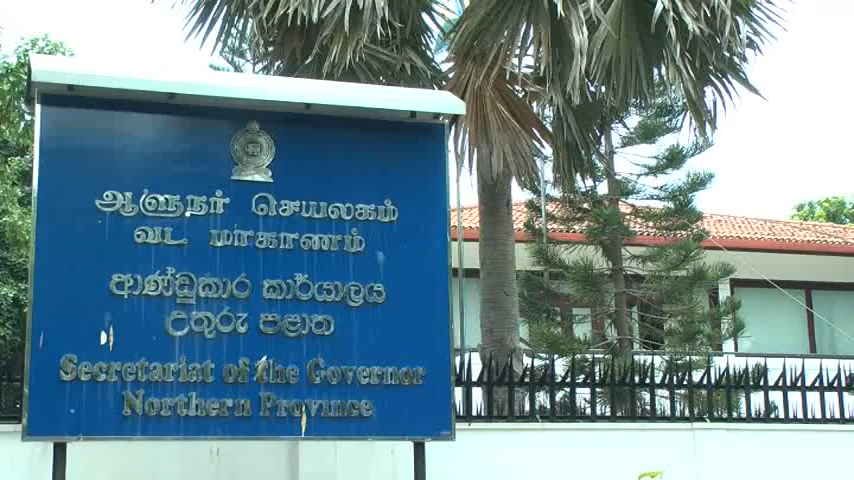 ஆளுநர் செயலகம்
வட மாகாணம்
ආණ්ඩුකාර කාර්යාලය
උතුරු පළාත
Secretariat of the Governor
Northern Province